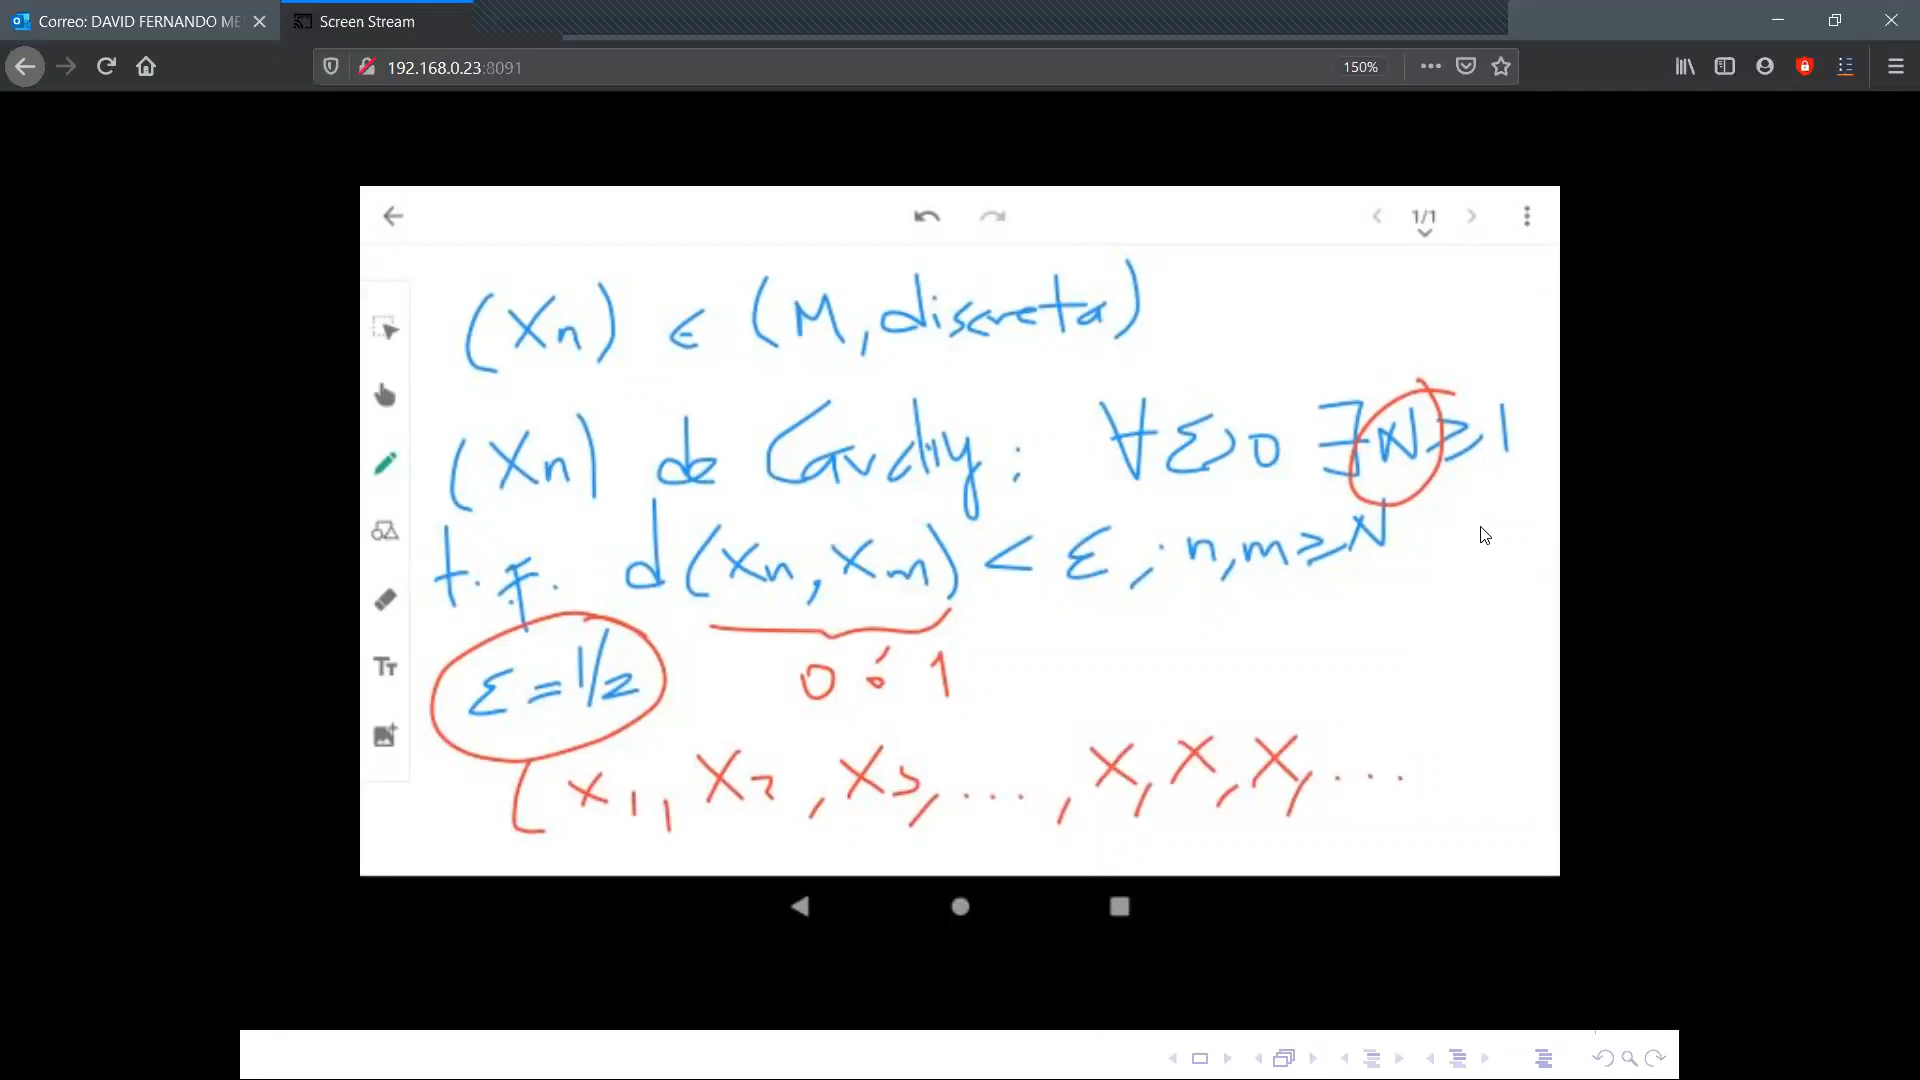 Correo: DAVID FERNANDO ME
Screen Stream
192.168.0.23:8091
150%
1/1
(Xn) ∈ (M, discreta)
(Xn) de Cauchy: ∀ε>0 ∃N≥1
t.q. d(Xn, Xm) < ε; n,m≥N
ε = 1/2
0 ó 1
(X1, X2, X3, ..., X, X, X, ...
Tт